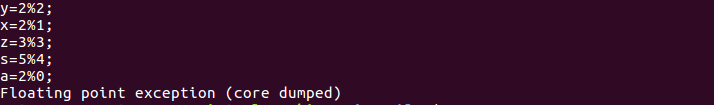 y=2%2;
x=2%1;
z=3%3;
s=5%4;
a=2%0;
Floating point exception (core dumped)